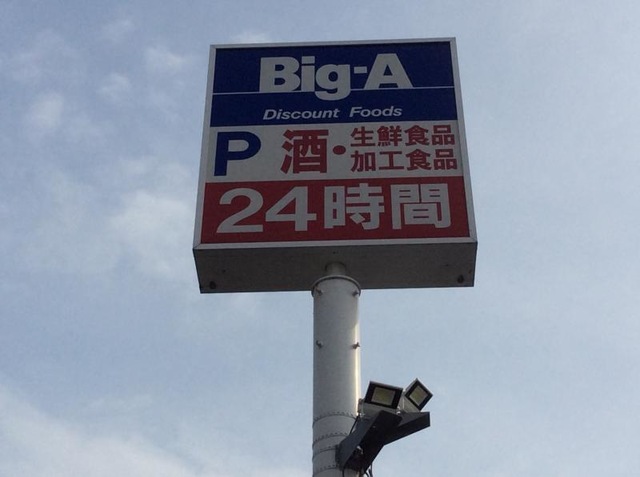 Big-A
Discount Foods
P 酒・生鮮食品
加工食品
24時間